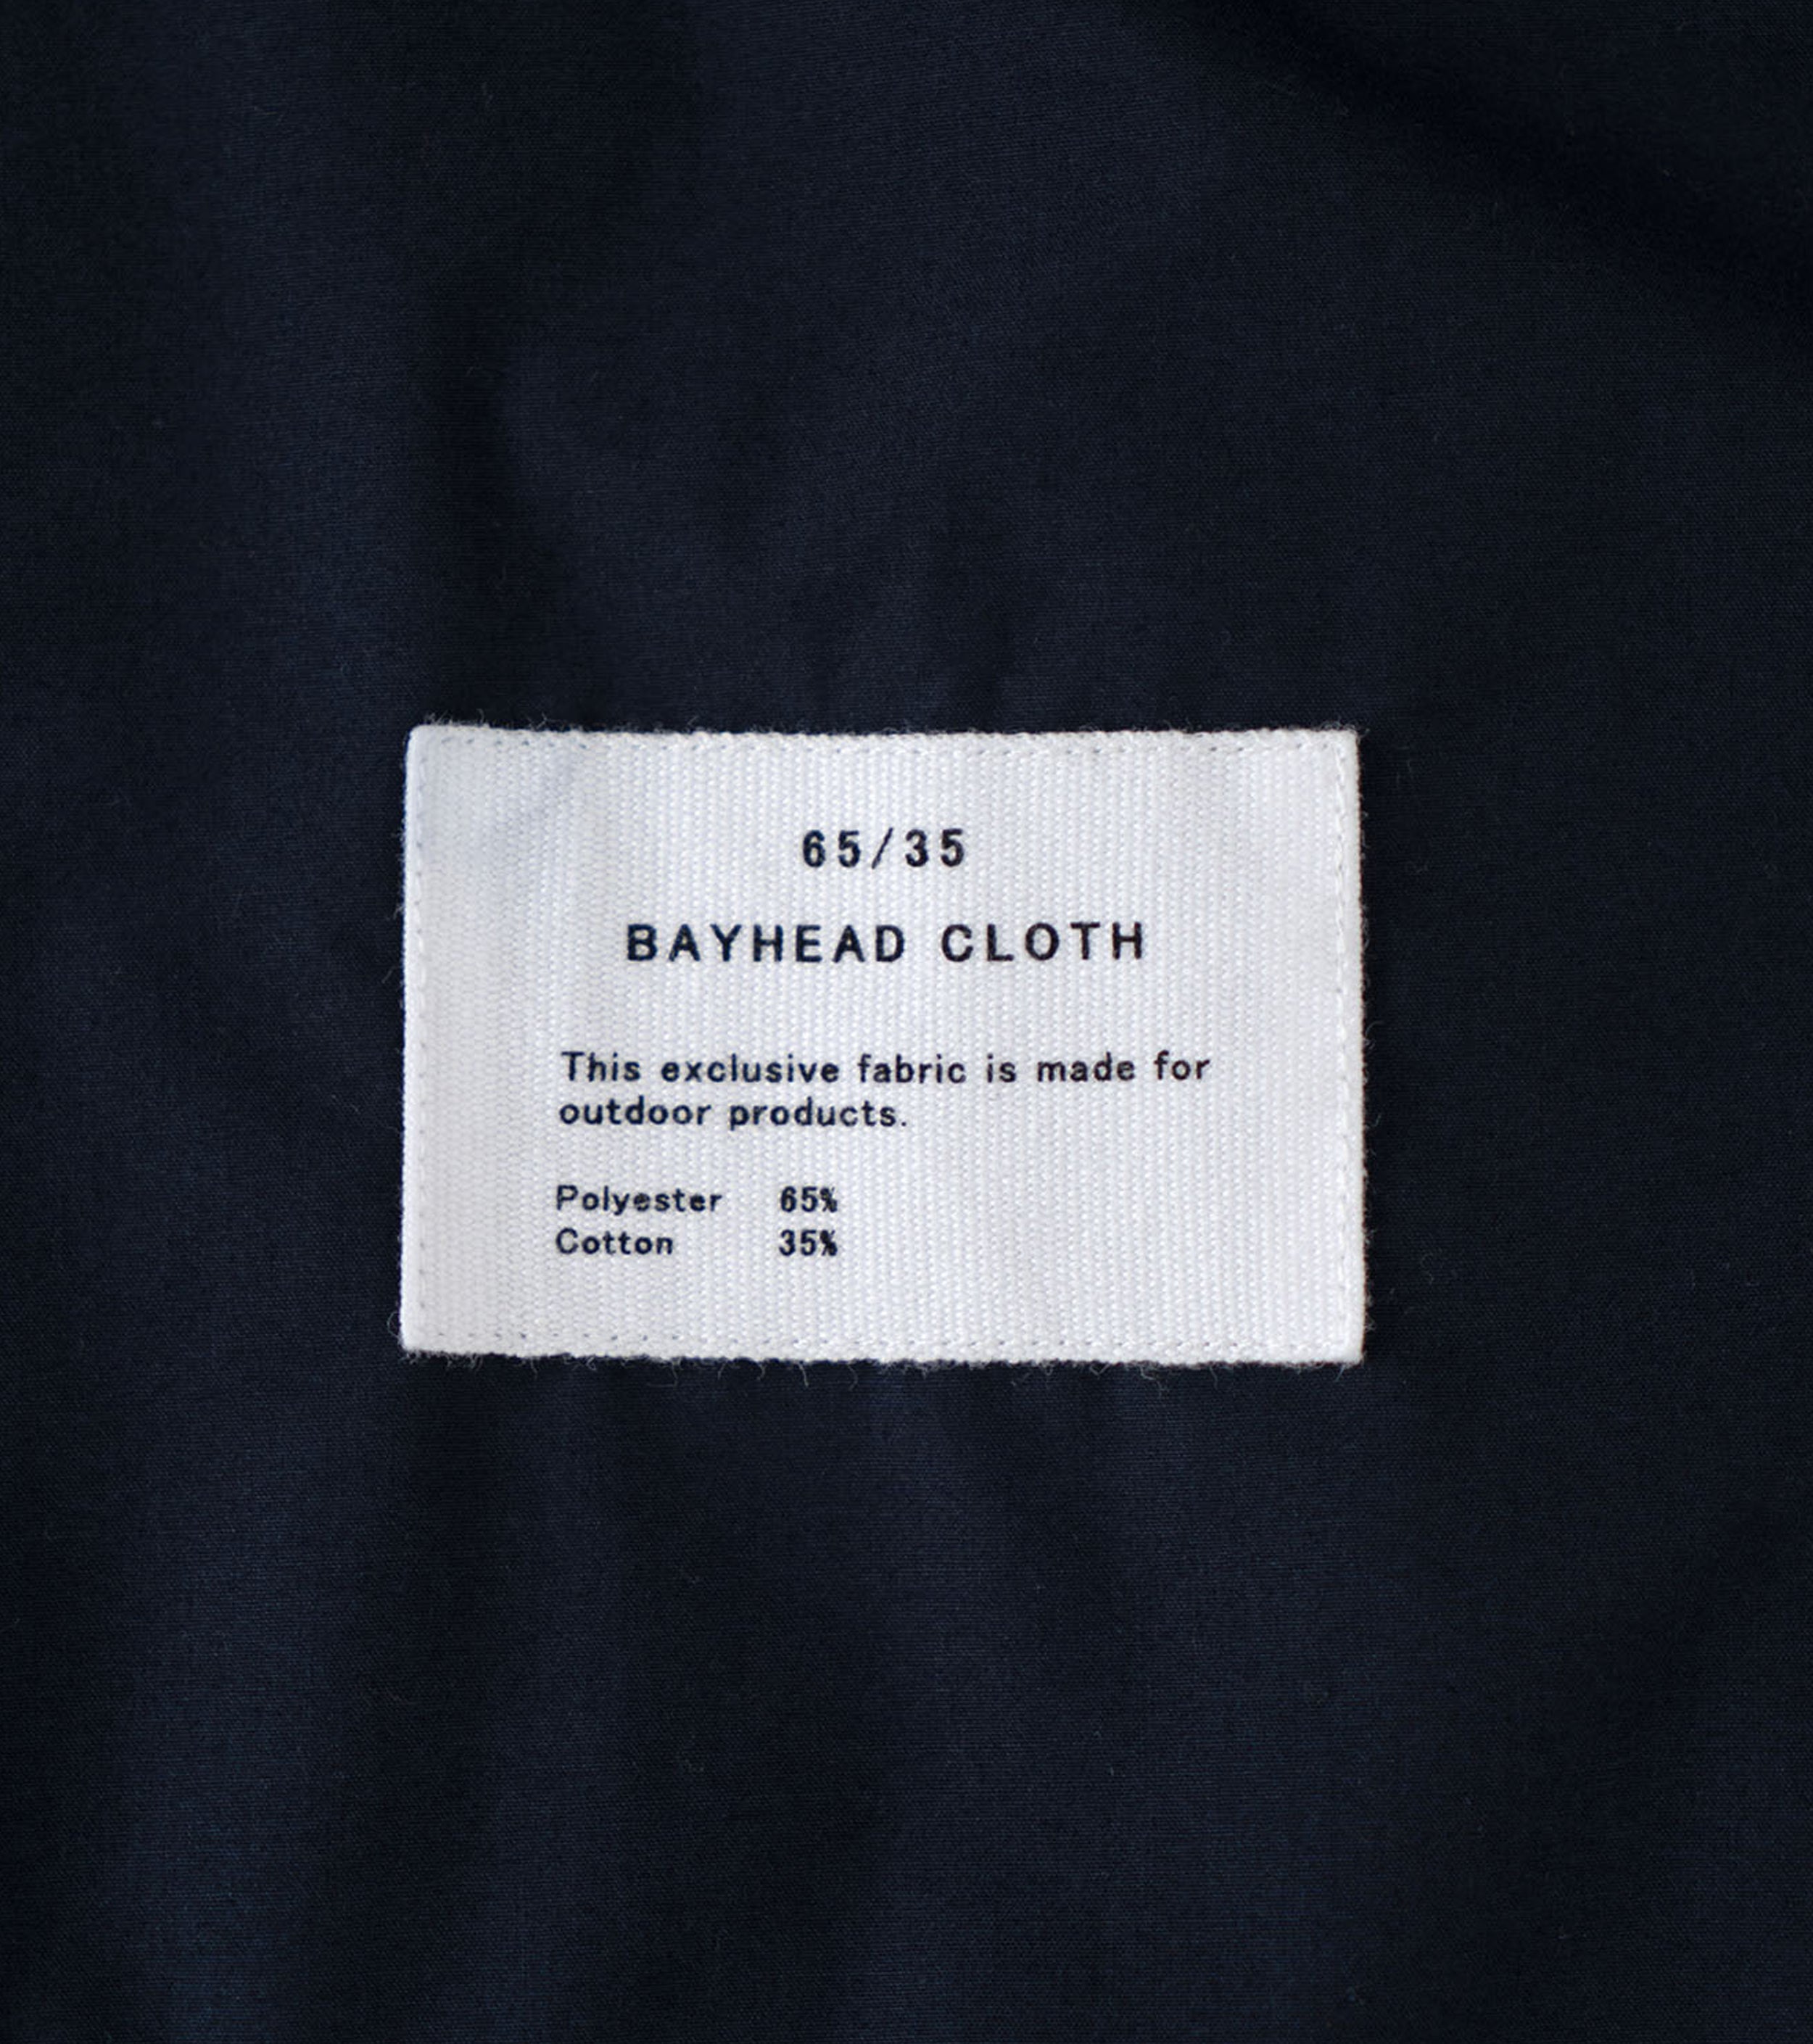 65/35
BAYHEAD CLOTH
This exclusive fabric is made for
outdoor products.
Polyester 65%
Cotton 35%